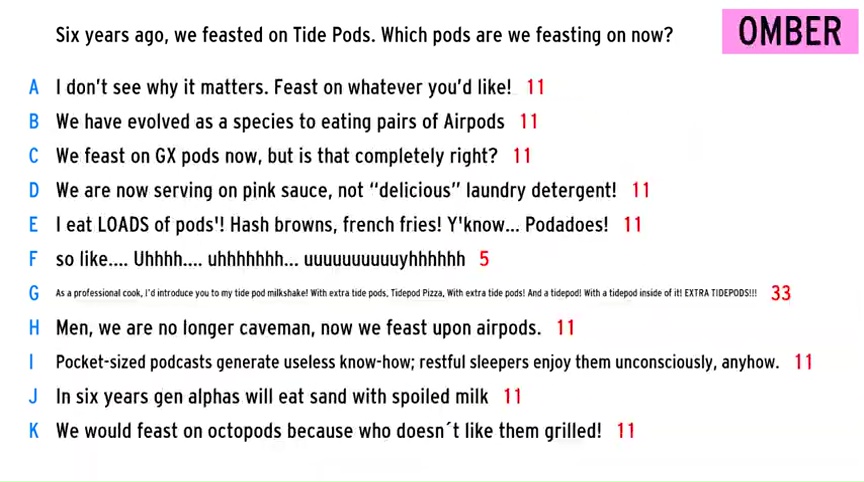 Six years ago, we feasted on Tide Pods. Which pods are we feasting on now?
OMBER
A I don't see why it matters. Feast on whatever you'd like! 11
B We have evolved as a species to eating pairs of Airpods 11
C We feast on GX pods now, but is that completely right? 11
D We are now serving on pink sauce, not “delicious” laundry detergent! 11
E I eat LOADS of pods'! Hash browns, french fries! Y'know... Podadoes! 11
F so like.... Uhhhh.... uhhhhhhh... uuuuuuuuuuyhhhhhh 5
G As a professional cook, I'd introduce you to my tide pod milkshake! With extra tide pods, Tidepod Pizza, With extra tide pods! And a tidepod! With a tidepod inside of it! EXTRA TIDEPODS!!! 33
H Men, we are no longer caveman, now we feast upon airpods. 11
I Pocket-sized podcasts generate useless know-how; restful sleepers enjoy them unconsciously, anyhow. 11
J In six years gen alphas will eat sand with spoiled milk 11
K We would feast on octopods because who doesn´t like them grilled! 11